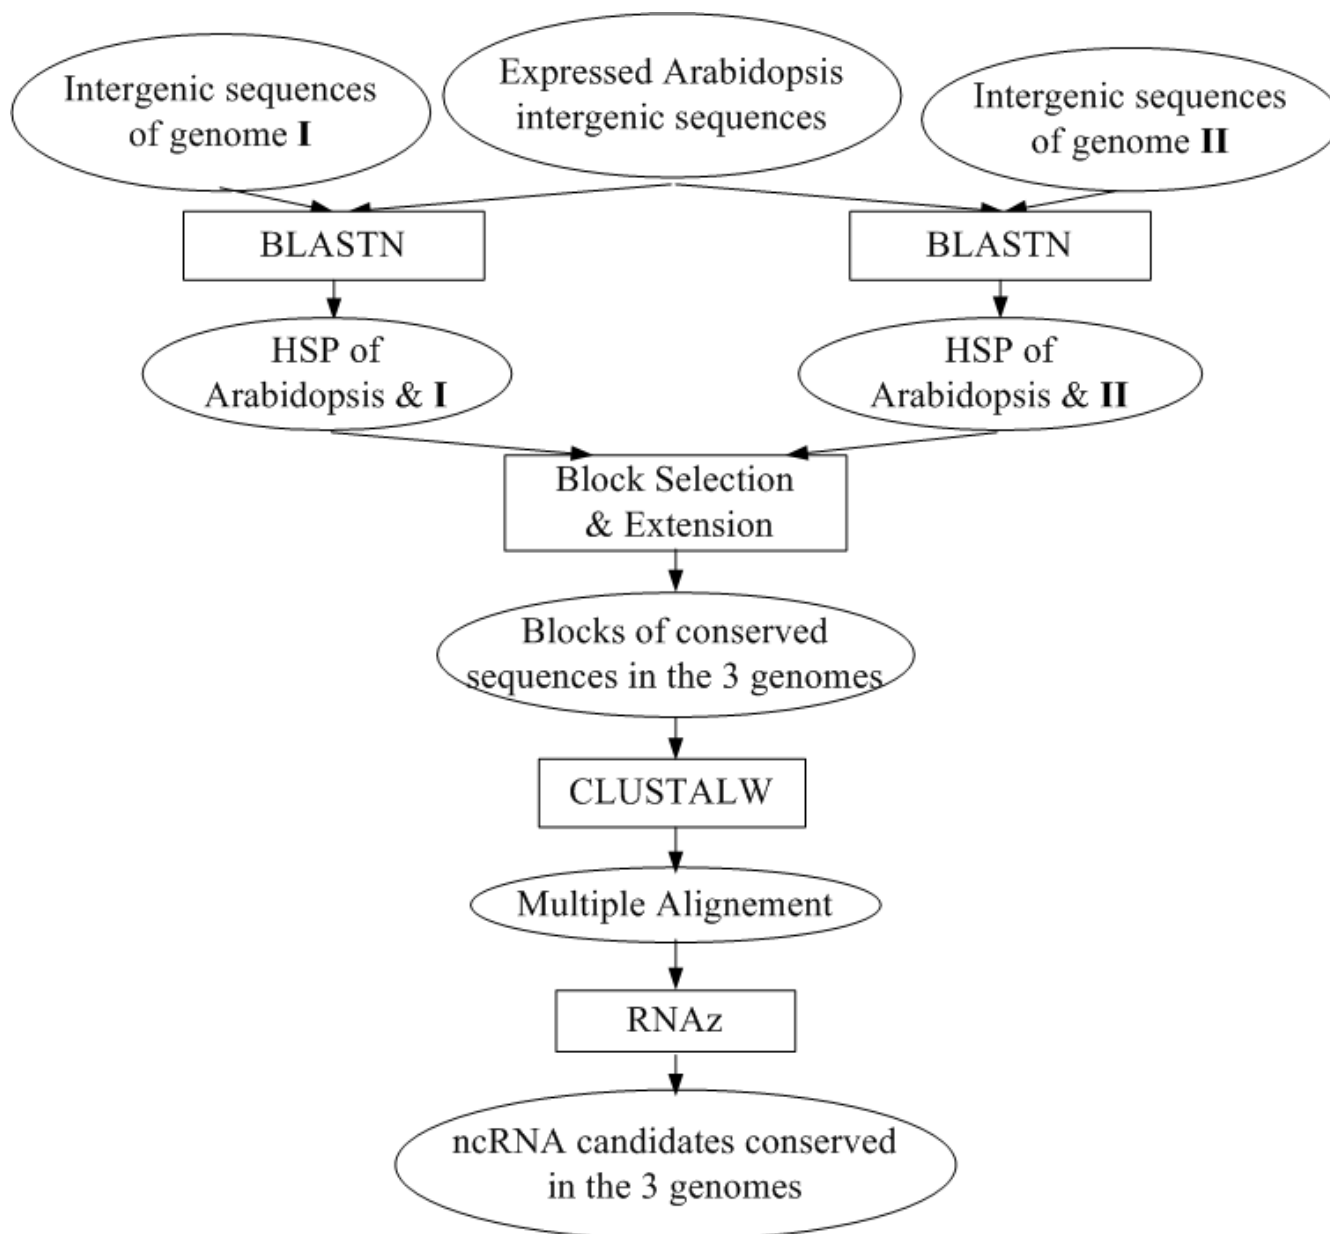 Intergenic sequences
of genome I
Expressed Arabidopsis
intergenic sequences
Intergenic sequences
of genome II
BLASTN
BLASTN
HSP of
Arabidopsis & I
HSP of
Arabidopsis & II
Block Selection
& Extension
Blocks of conserved
sequences in the 3 genomes
CLUSTALW
Multiple Alignement
RNAz
ncRNA candidates conserved
in the 3 genomes